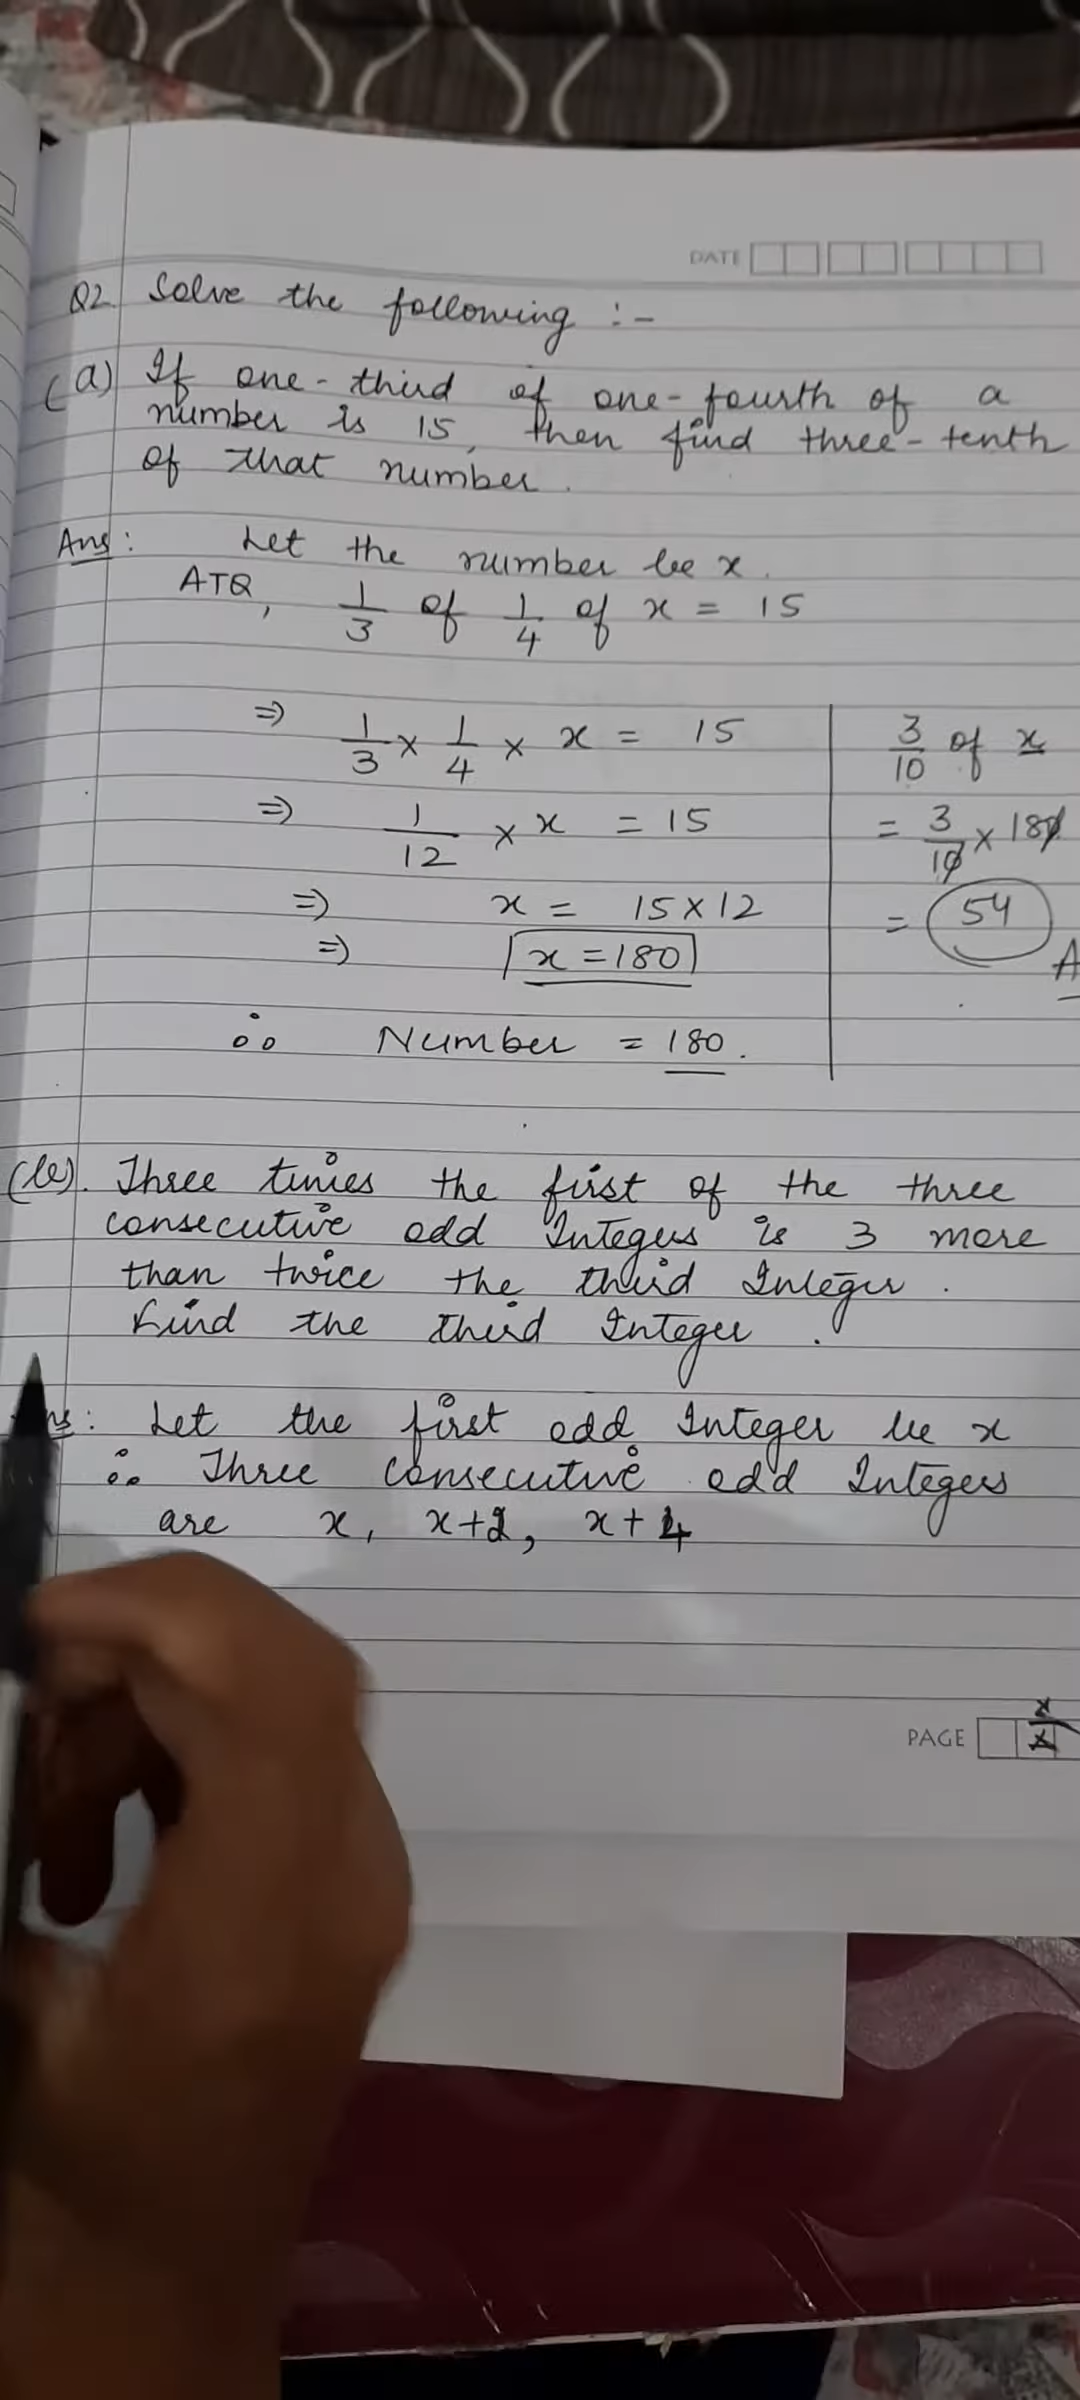 DATE
Q2 Solve the following :-
(a) If one-third of one-fourth of a
number is 15, then find three-tenth
of that number.
Ans: Let the number be x.
ATQ, 1/3 of 1/4 of x = 15
⇒ 1/3 × 1/4 × x = 15
⇒ 1/12 × x = 15
⇒ x = 15×12
⇒ x = 180
∴ Number = 180.
3/10 of x
= 3/10 × 180
= 54
A
(b). Three times the first of the three
consecutive odd Integers is 3 more
than twice the third Integer.
Find the third Integer.
Ans: Let the first odd Integer be x
∴ Three consecutive odd Integers
are x, x+2, x+4
PAGE